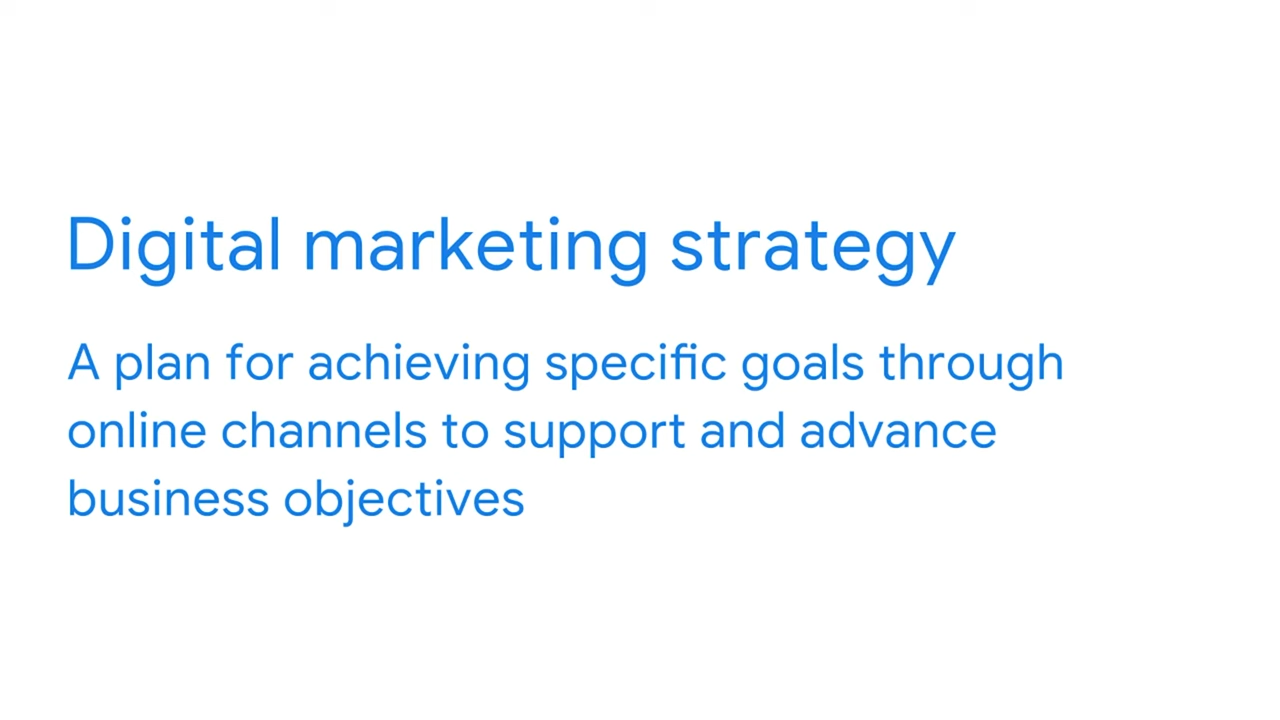 Digital marketing strategy
A plan for achieving specific goals through
online channels to support and advance
business objectives